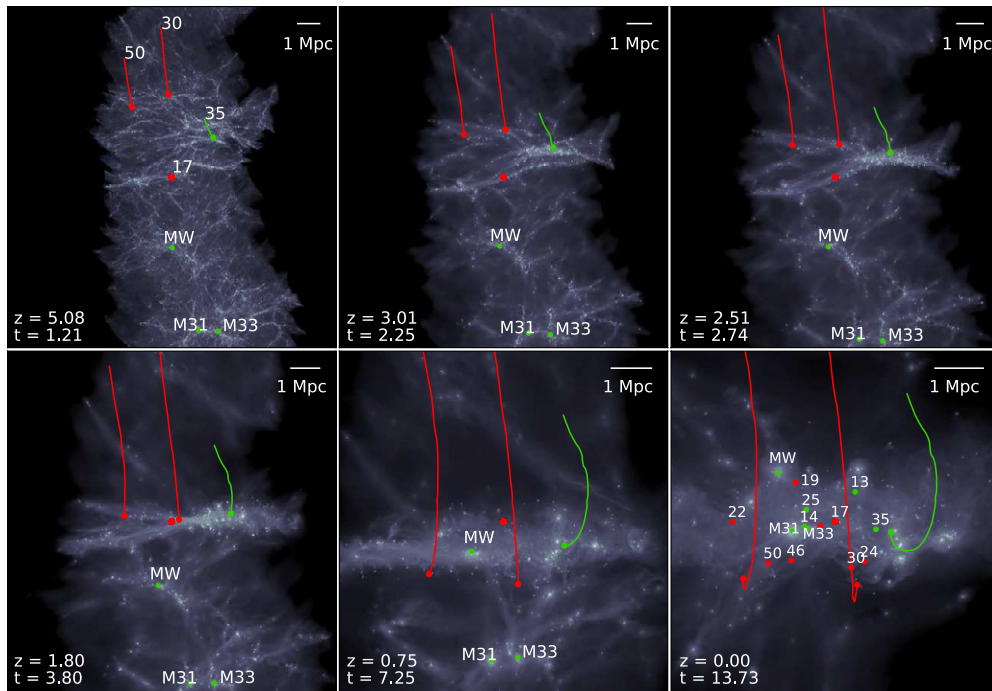 30
50
1 Mpc
35
17
MW
z = 5.08
t = 1.21
M31 M33
1 Mpc
MW
z = 3.01
t = 2.25
M31 M33
1 Mpc
MW
z = 2.51
t = 2.74
M31 M33
1 Mpc
MW
z = 1.80
t = 3.80
M31 M33
1 Mpc
MW
M31 M33
z = 0.75
t = 7.25
1 Mpc
MW
19
13
25
22
14
17
M31 M33
35
50
46
30
24
z = 0.00
t = 13.73